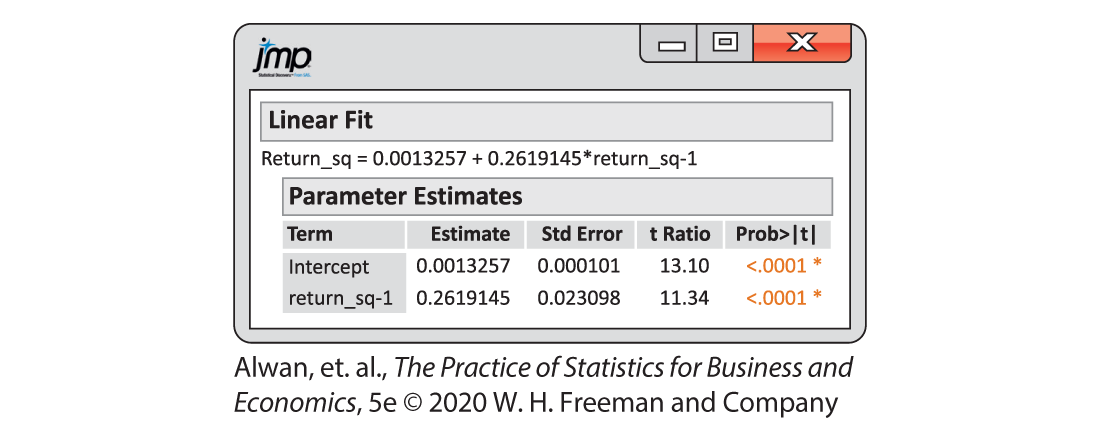 jmp
Statistical Discovery™ From SAS.
Linear Fit
Return_sq = 0.0013257 + 0.2619145*return_sq-1
Parameter Estimates
Term Estimate Std Error t Ratio Prob>|t|
Intercept 0.0013257 0.000101 13.10 <.0001 *
return_sq-1 0.2619145 0.023098 11.34 <.0001 *
Alwan, et. al., The Practice of Statistics for Business and
Economics, 5e © 2020 W. H. Freeman and Company